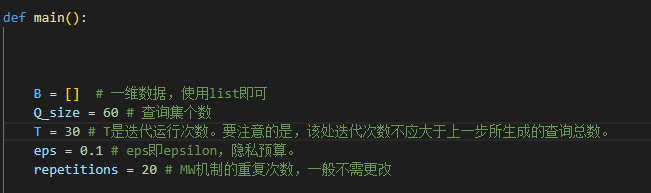 def main():
B = []  # 一维数据，使用list即可
Q_size = 60 # 查询集个数
T = 30 # T是迭代运行次数。要注意的是，该处迭代次数不应大于上一步所生成的查询总数。
eps = 0.1 # eps即epsilon，隐私预算。
repetitions = 20 # MW机制的重复次数，一般不需更改